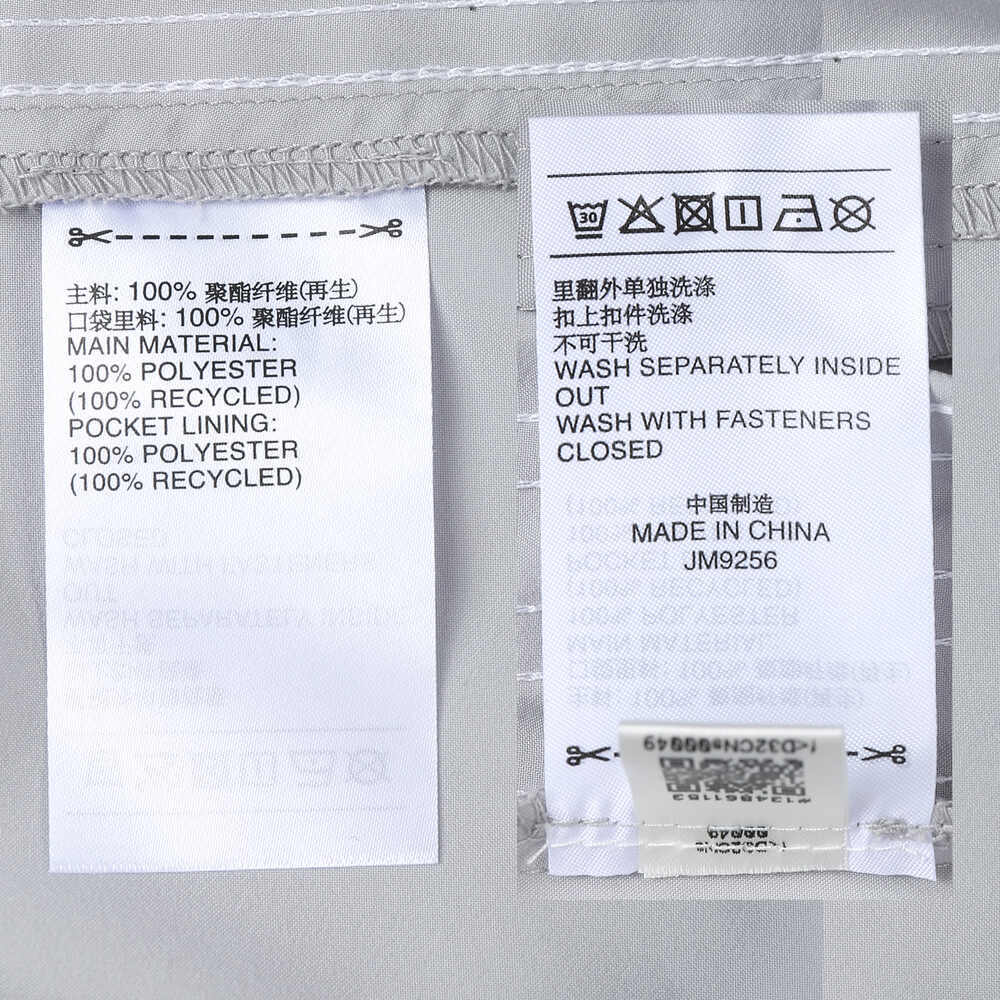 主料: 100% 聚酯纤维(再生)
口袋里料: 100% 聚酯纤维(再生)
MAIN MATERIAL:
100% POLYESTER
(100% RECYCLED)
POCKET LINING:
100% POLYESTER
(100% RECYCLED)
30
里翻外单独洗涤
扣上扣件洗涤
不可干洗
WASH SEPARATELY INSIDE
OUT
WASH WITH FASTENERS
CLOSED
中国制造
MADE IN CHINA
JM9256